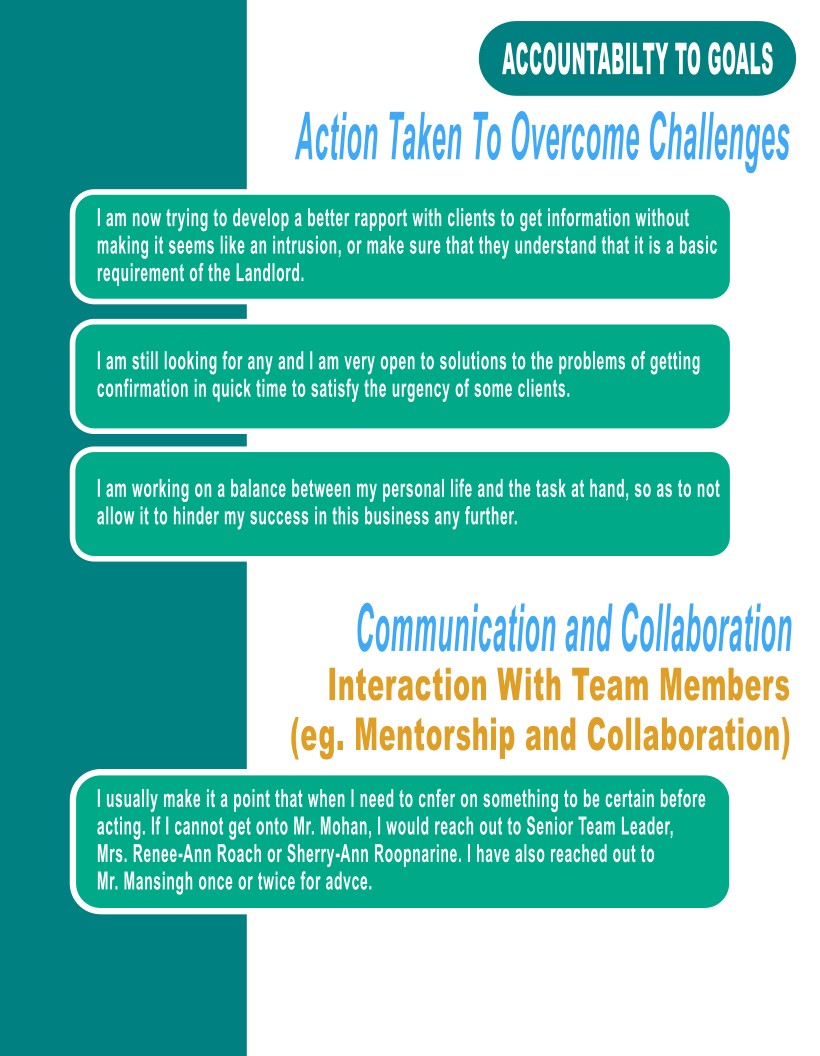 ACCOUNTABILTY TO GOALS
Action Taken To Overcome Challenges
I am now trying to develop a better rapport with clients to get information without
making it seems like an intrusion, or make sure that they understand that it is a basic
requirement of the Landlord.
I am still looking for any and I am very open to solutions to the problems of getting
confirmation in quick time to satisfy the urgency of some clients.
I am working on a balance between my personal life and the task at hand, so as to not
allow it to hinder my success in this business any further.
Communication and Collaboration
Interaction With Team Members
(eg. Mentorship and Collaboration)
I usually make it a point that when I need to cnfer on something to be certain before
acting. If I cannot get onto Mr. Mohan, I would reach out to Senior Team Leader,
Mrs. Renee-Ann Roach or Sherry-Ann Roopnarine. I have also reached out to
Mr. Mansingh once or twice for advce.